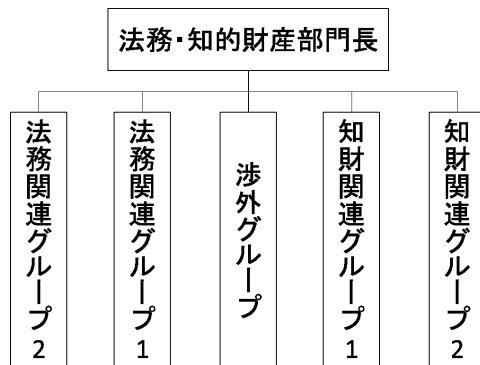 法務・知的財産部門長
法務関連グループ2
法務関連グループ1
渉外グループ
知財関連グループ1
知財関連グループ2